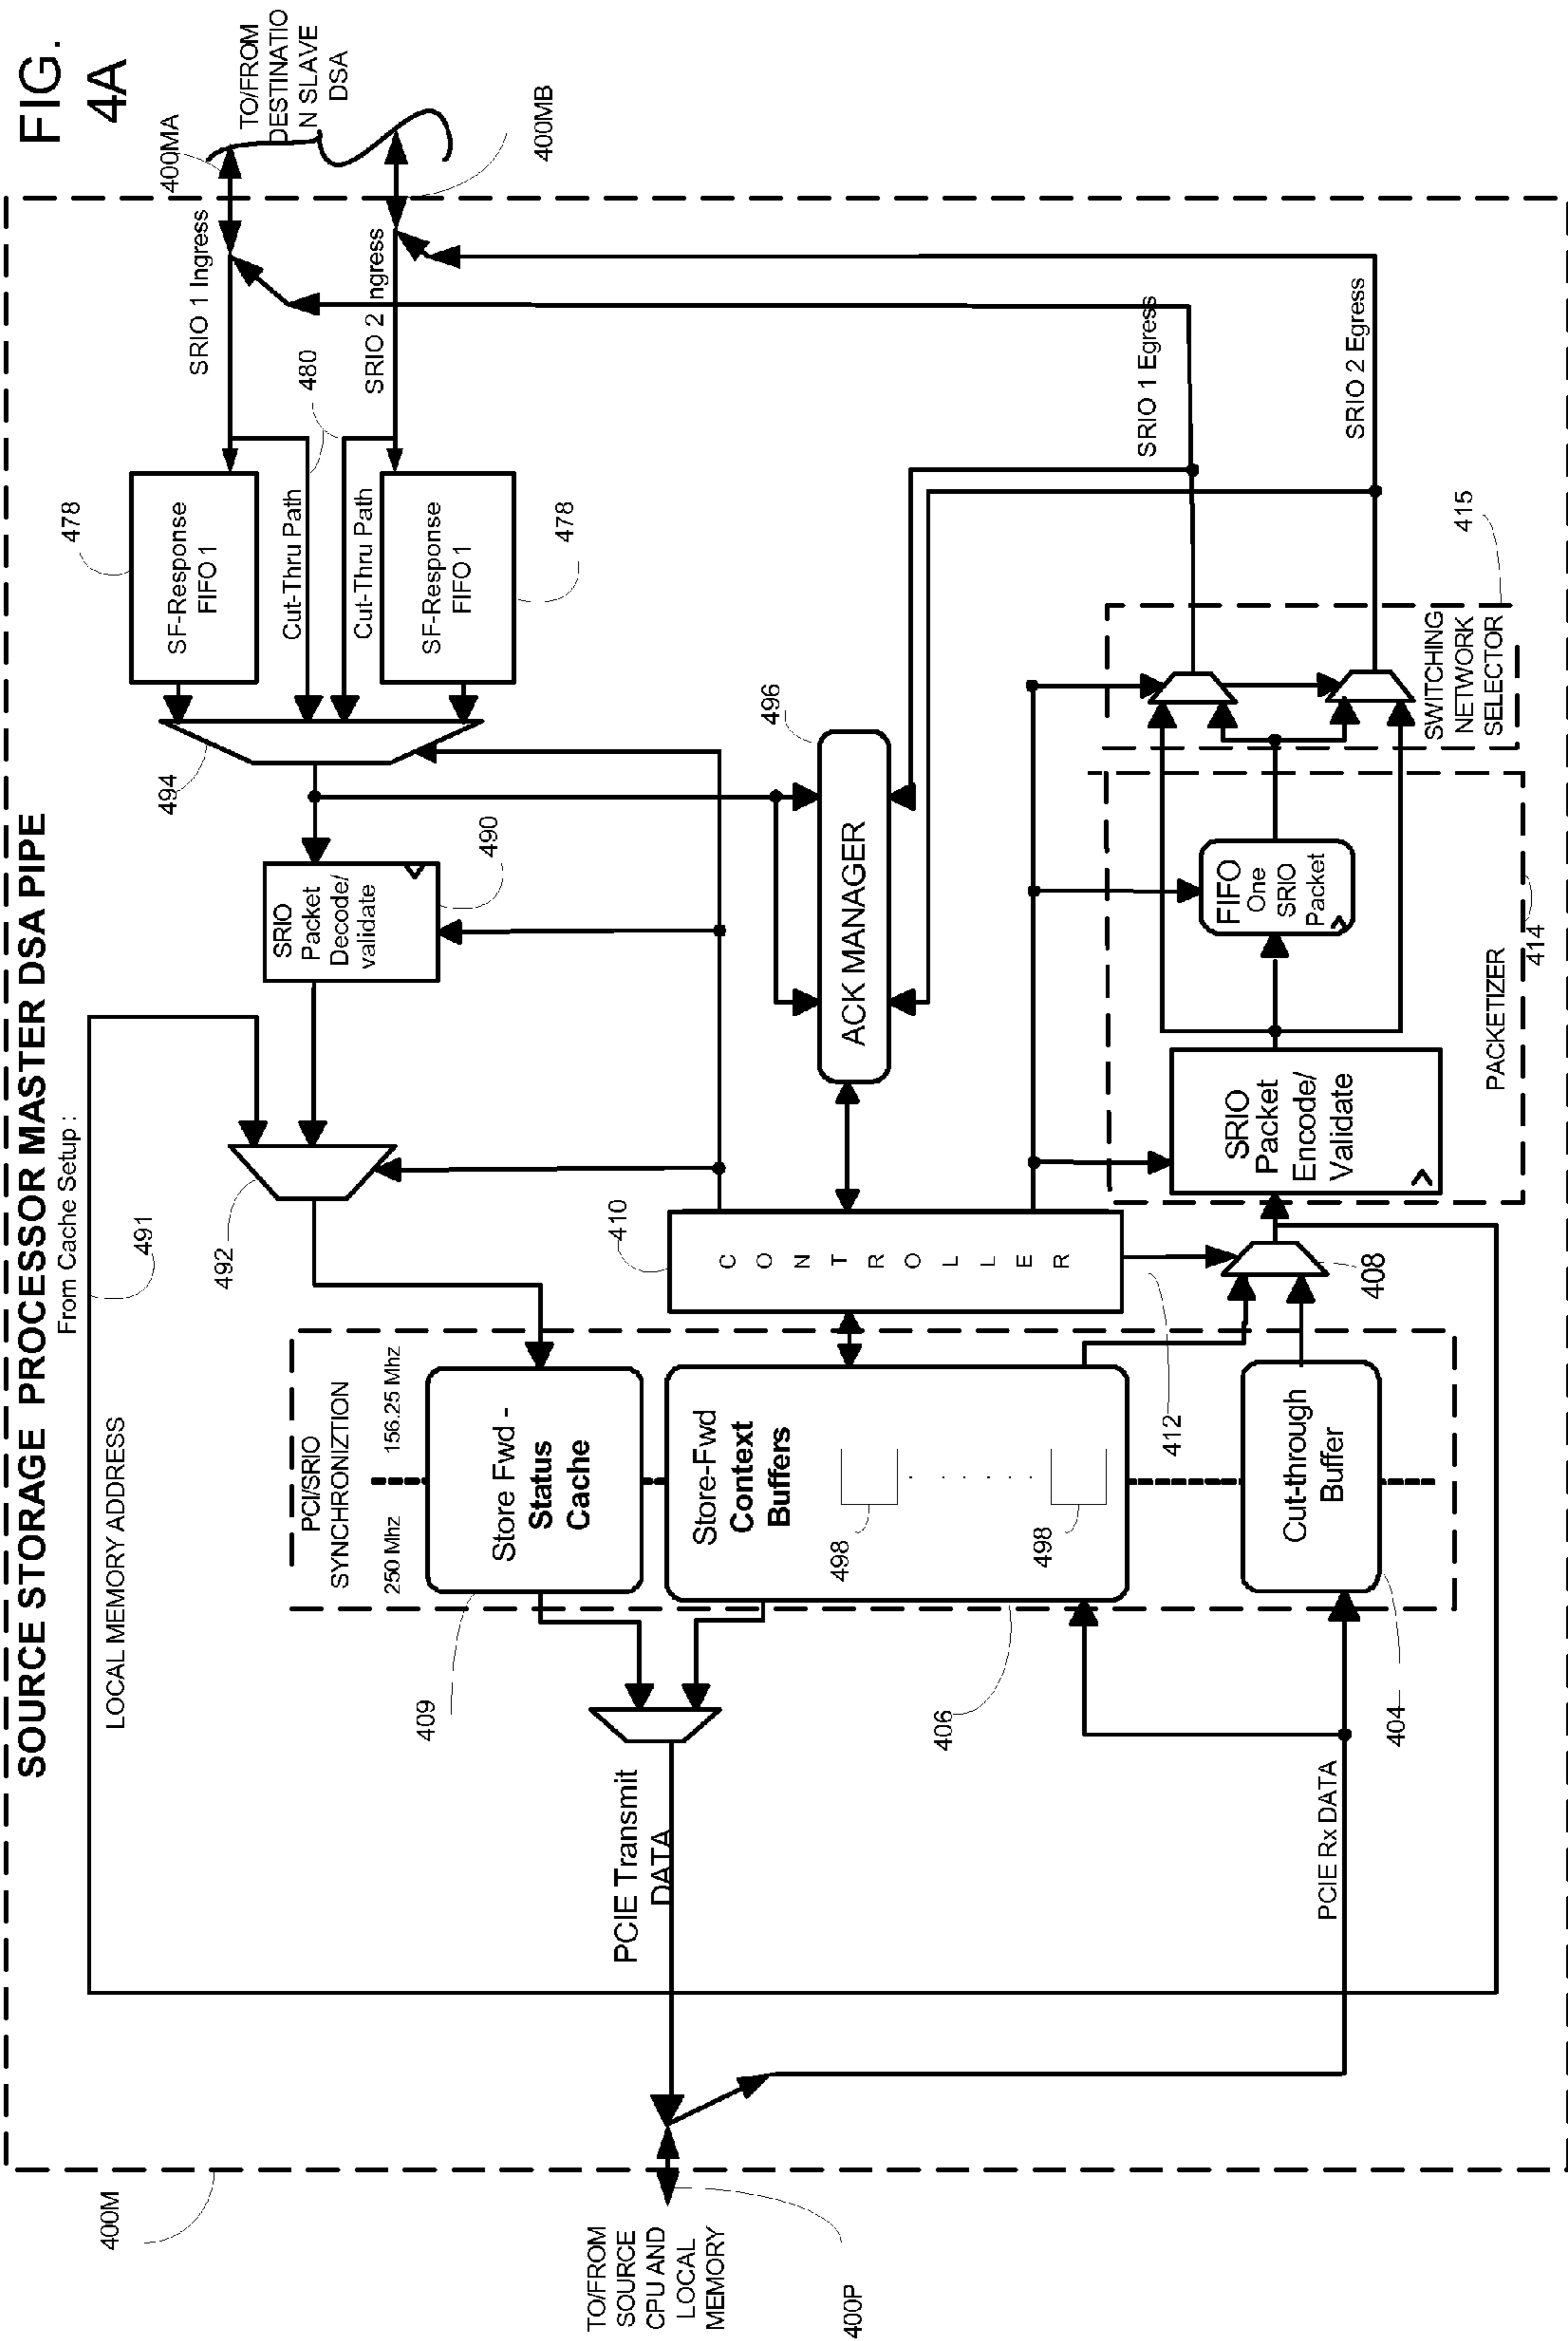 FIG.
4A
SOURCE STORAGE PROCESSOR MASTER DSA PIPE
From Cache Setup :
491
LOCAL MEMORY ADDRESS
400M
TO/FROM
SOURCE
CPU AND
LOCAL
MEMORY
400P
PCIE Transmit
DATA
PCIE Rx DATA
PCI/SRIO
SYNCHRONIZTION
250 Mhz
156.25 Mhz
409
Store Fwd -
Status
Cache
406
Store-Fwd
Context
Buffers
498
. . . . . .
498
404
Cut-through
Buffer
492
410
C O N T R O L L E R
412
408
SRIO
Packet
Decode/
validate
490
494
496
ACK MANAGER
SRIO
Packet
Encode/
Validate
PACKETIZER
414
FIFO
One
SRIO
Packet
SWITCHING
NETWORK
SELECTOR
415
478
SF-Response
FIFO 1
Cut-Thru Path
480
Cut-Thru Path
SF-Response
FIFO 1
478
SRIO 1 Ingress
SRIO 2 ngress
SRIO 1 Egress
SRIO 2 Egress
400MA
400MB
TO/FROM
DESTINATIO
N SLAVE
DSA